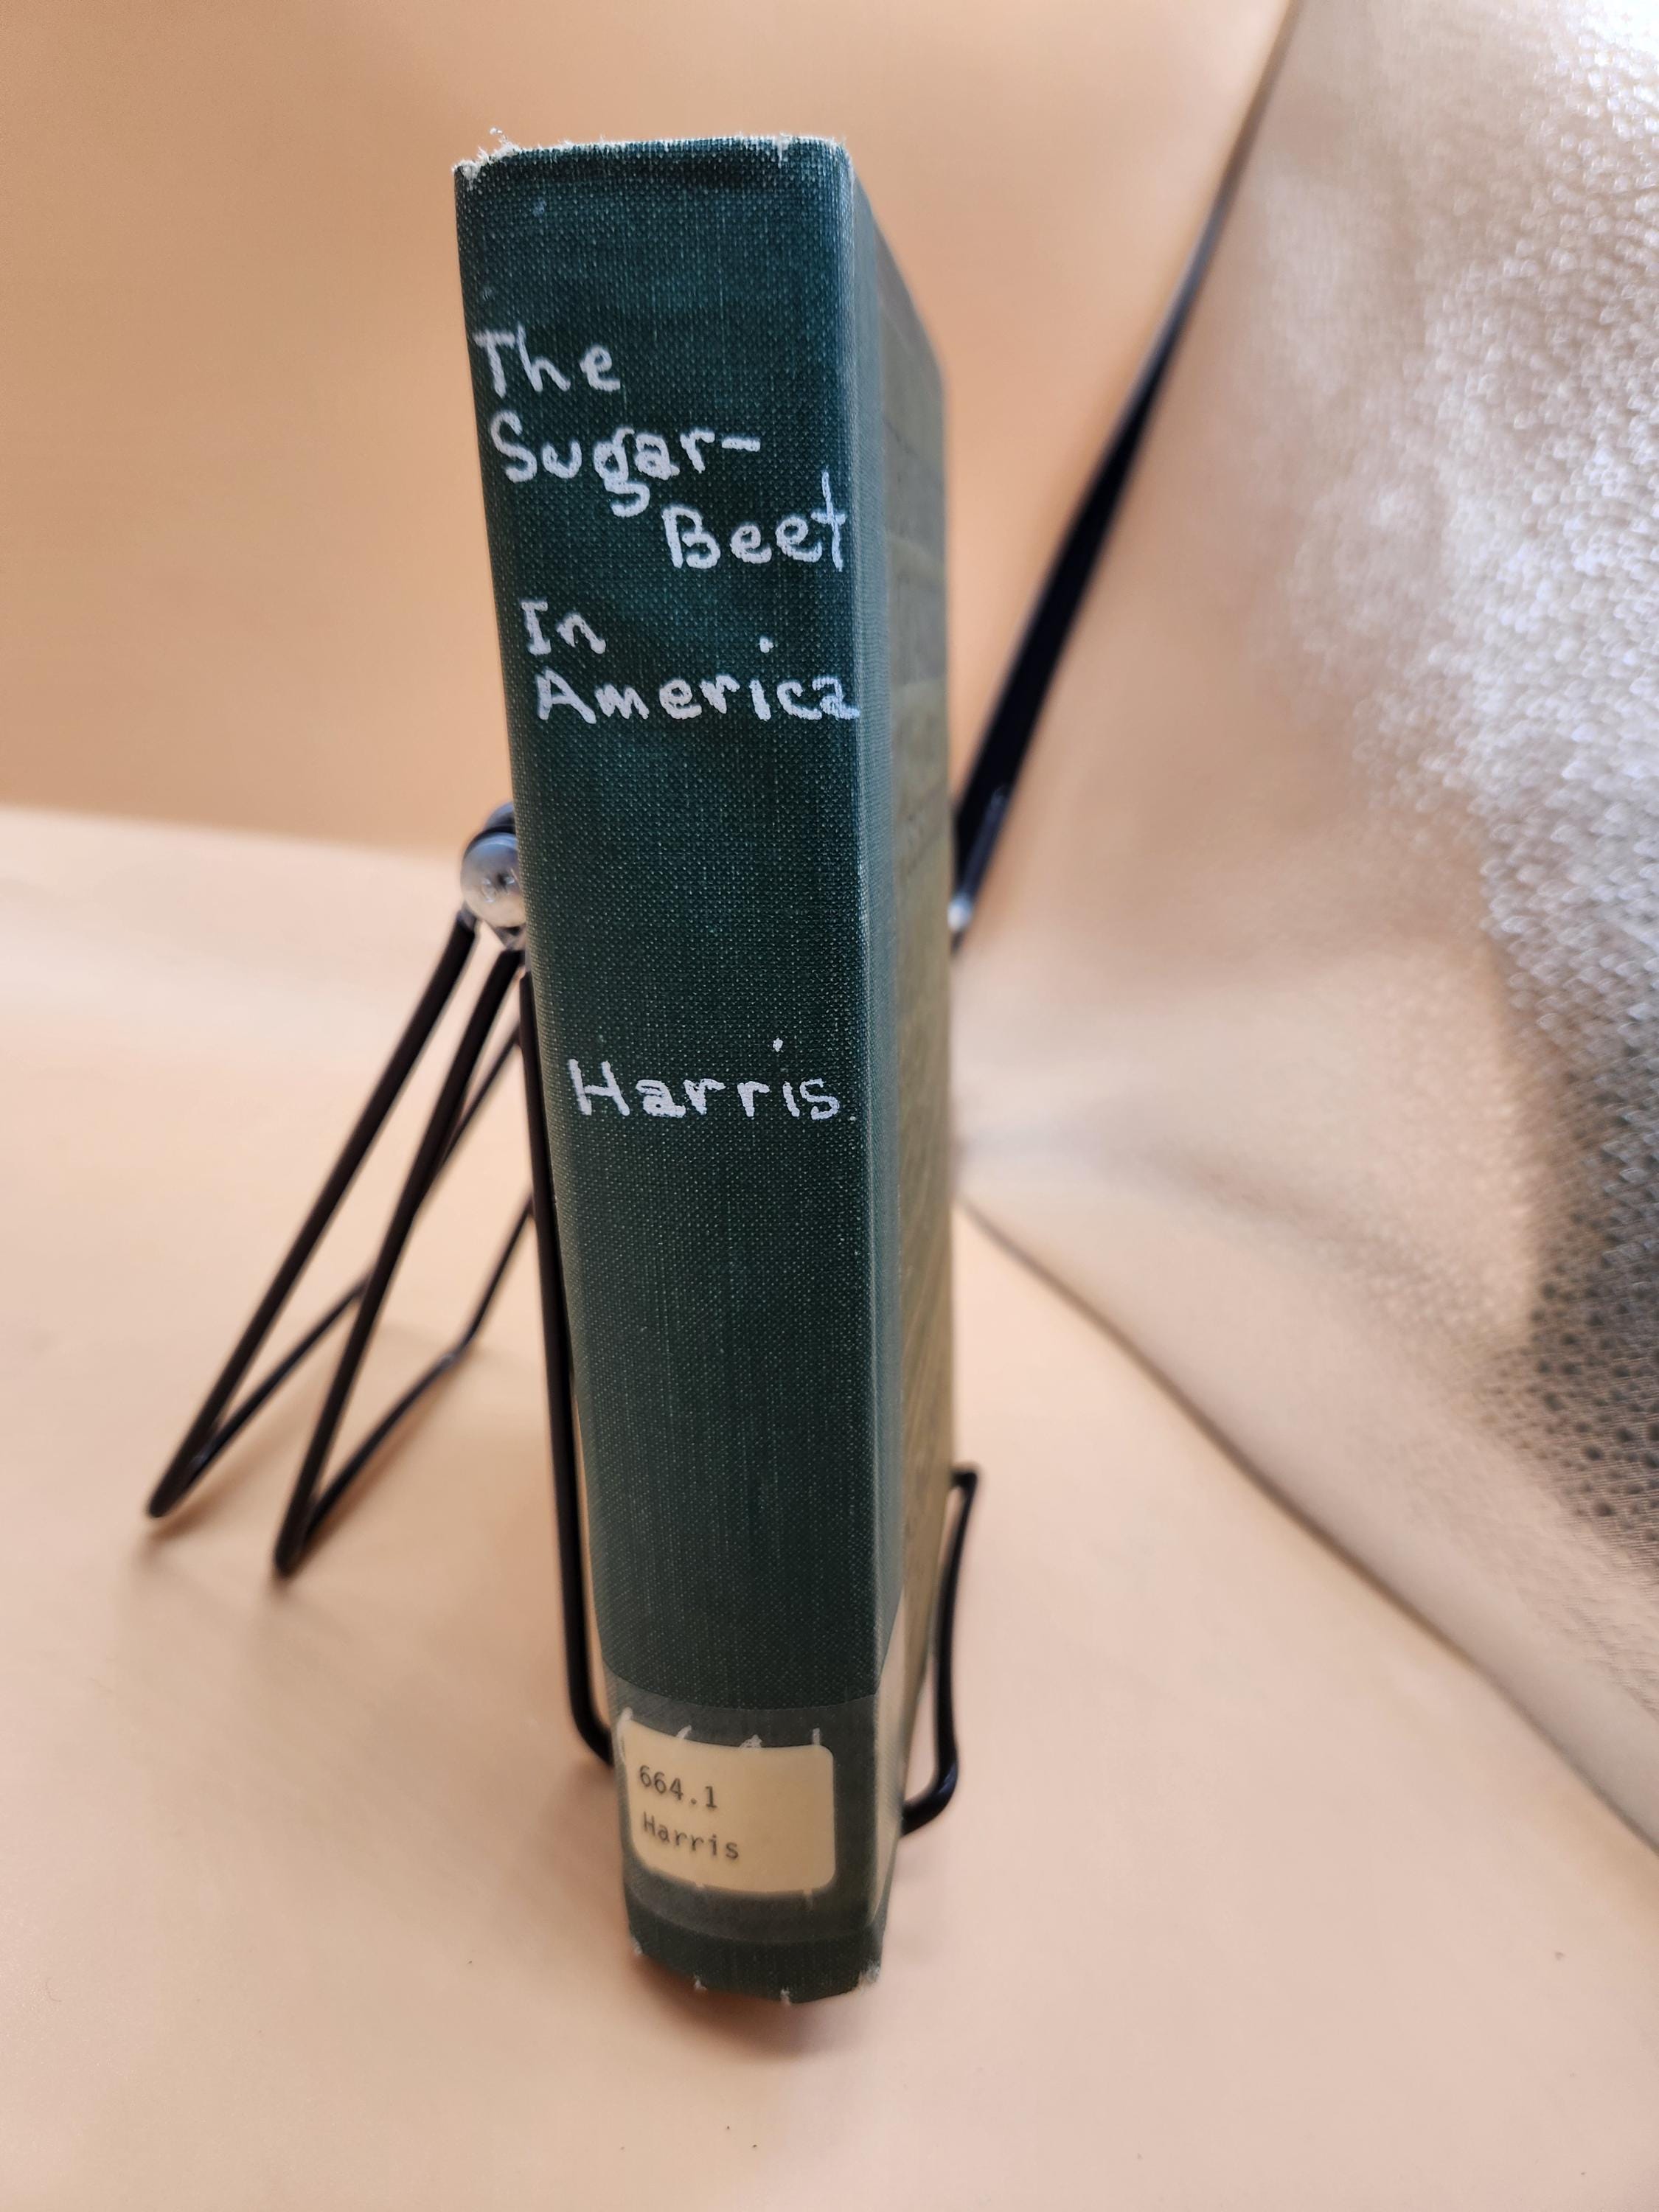 The
Sugar-
Beet
In
America
Harris
664.1
Harris